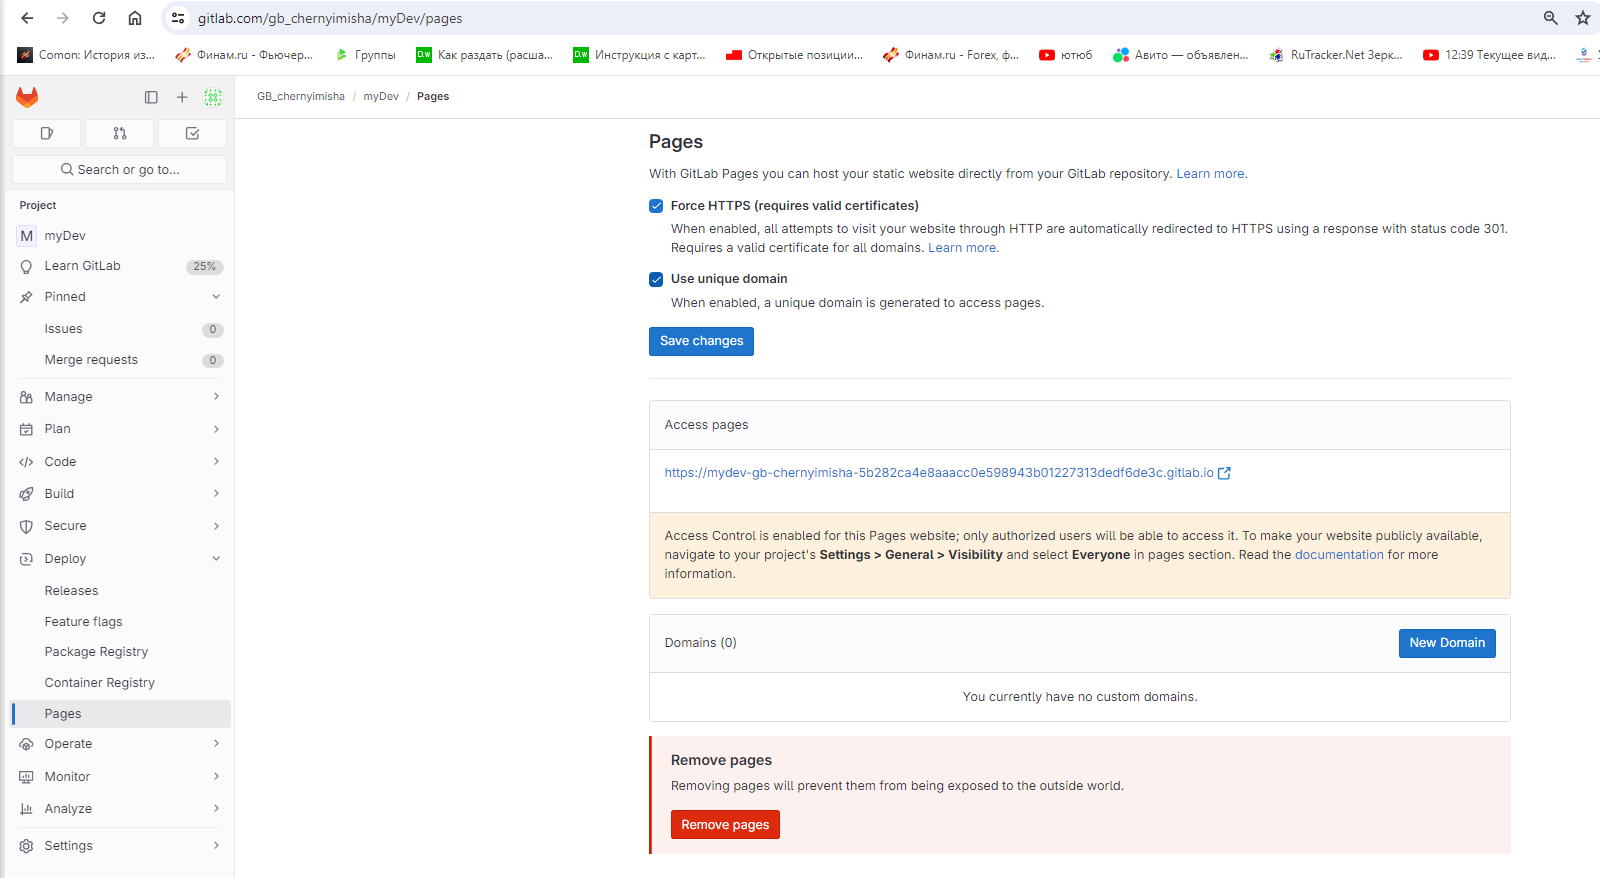 gitlab.com/gb_chernyimisha/myDev/pages
Comon: История из... Финам.ru - Фьючер... Группы D.W Как раздать (расша... D.W Инструкция с карт... Открытые позиции... Финам.ru - Forex, ф... ютюб Авито — объявлен... RuTracker.Net Зерк... 12:39 Текущее вид...
GB_chernyimisha / myDev / Pages
Search or go to...
Project
M myDev
Learn GitLab 25%
Pinned
Issues 0
Merge requests 0
Manage
Plan
Code
Build
Secure
Deploy
Releases
Feature flags
Package Registry
Container Registry
Pages
Operate
Monitor
Analyze
Settings
Pages
With GitLab Pages you can host your static website directly from your GitLab repository. Learn more.
Force HTTPS (requires valid certificates)
When enabled, all attempts to visit your website through HTTP are automatically redirected to HTTPS using a response with status code 301.
Requires a valid certificate for all domains. Learn more.
Use unique domain
When enabled, a unique domain is generated to access pages.
Save changes
Access pages
https://mydev-gb-chernyimisha-5b282ca4e8aaacc0e598943b01227313dedf6de3c.gitlab.io
Access Control is enabled for this Pages website; only authorized users will be able to access it. To make your website publicly available,
navigate to your project's Settings > General > Visibility and select Everyone in pages section. Read the documentation for more
information.
Domains (0)
New Domain
You currently have no custom domains.
Remove pages
Removing pages will prevent them from being exposed to the outside world.
Remove pages